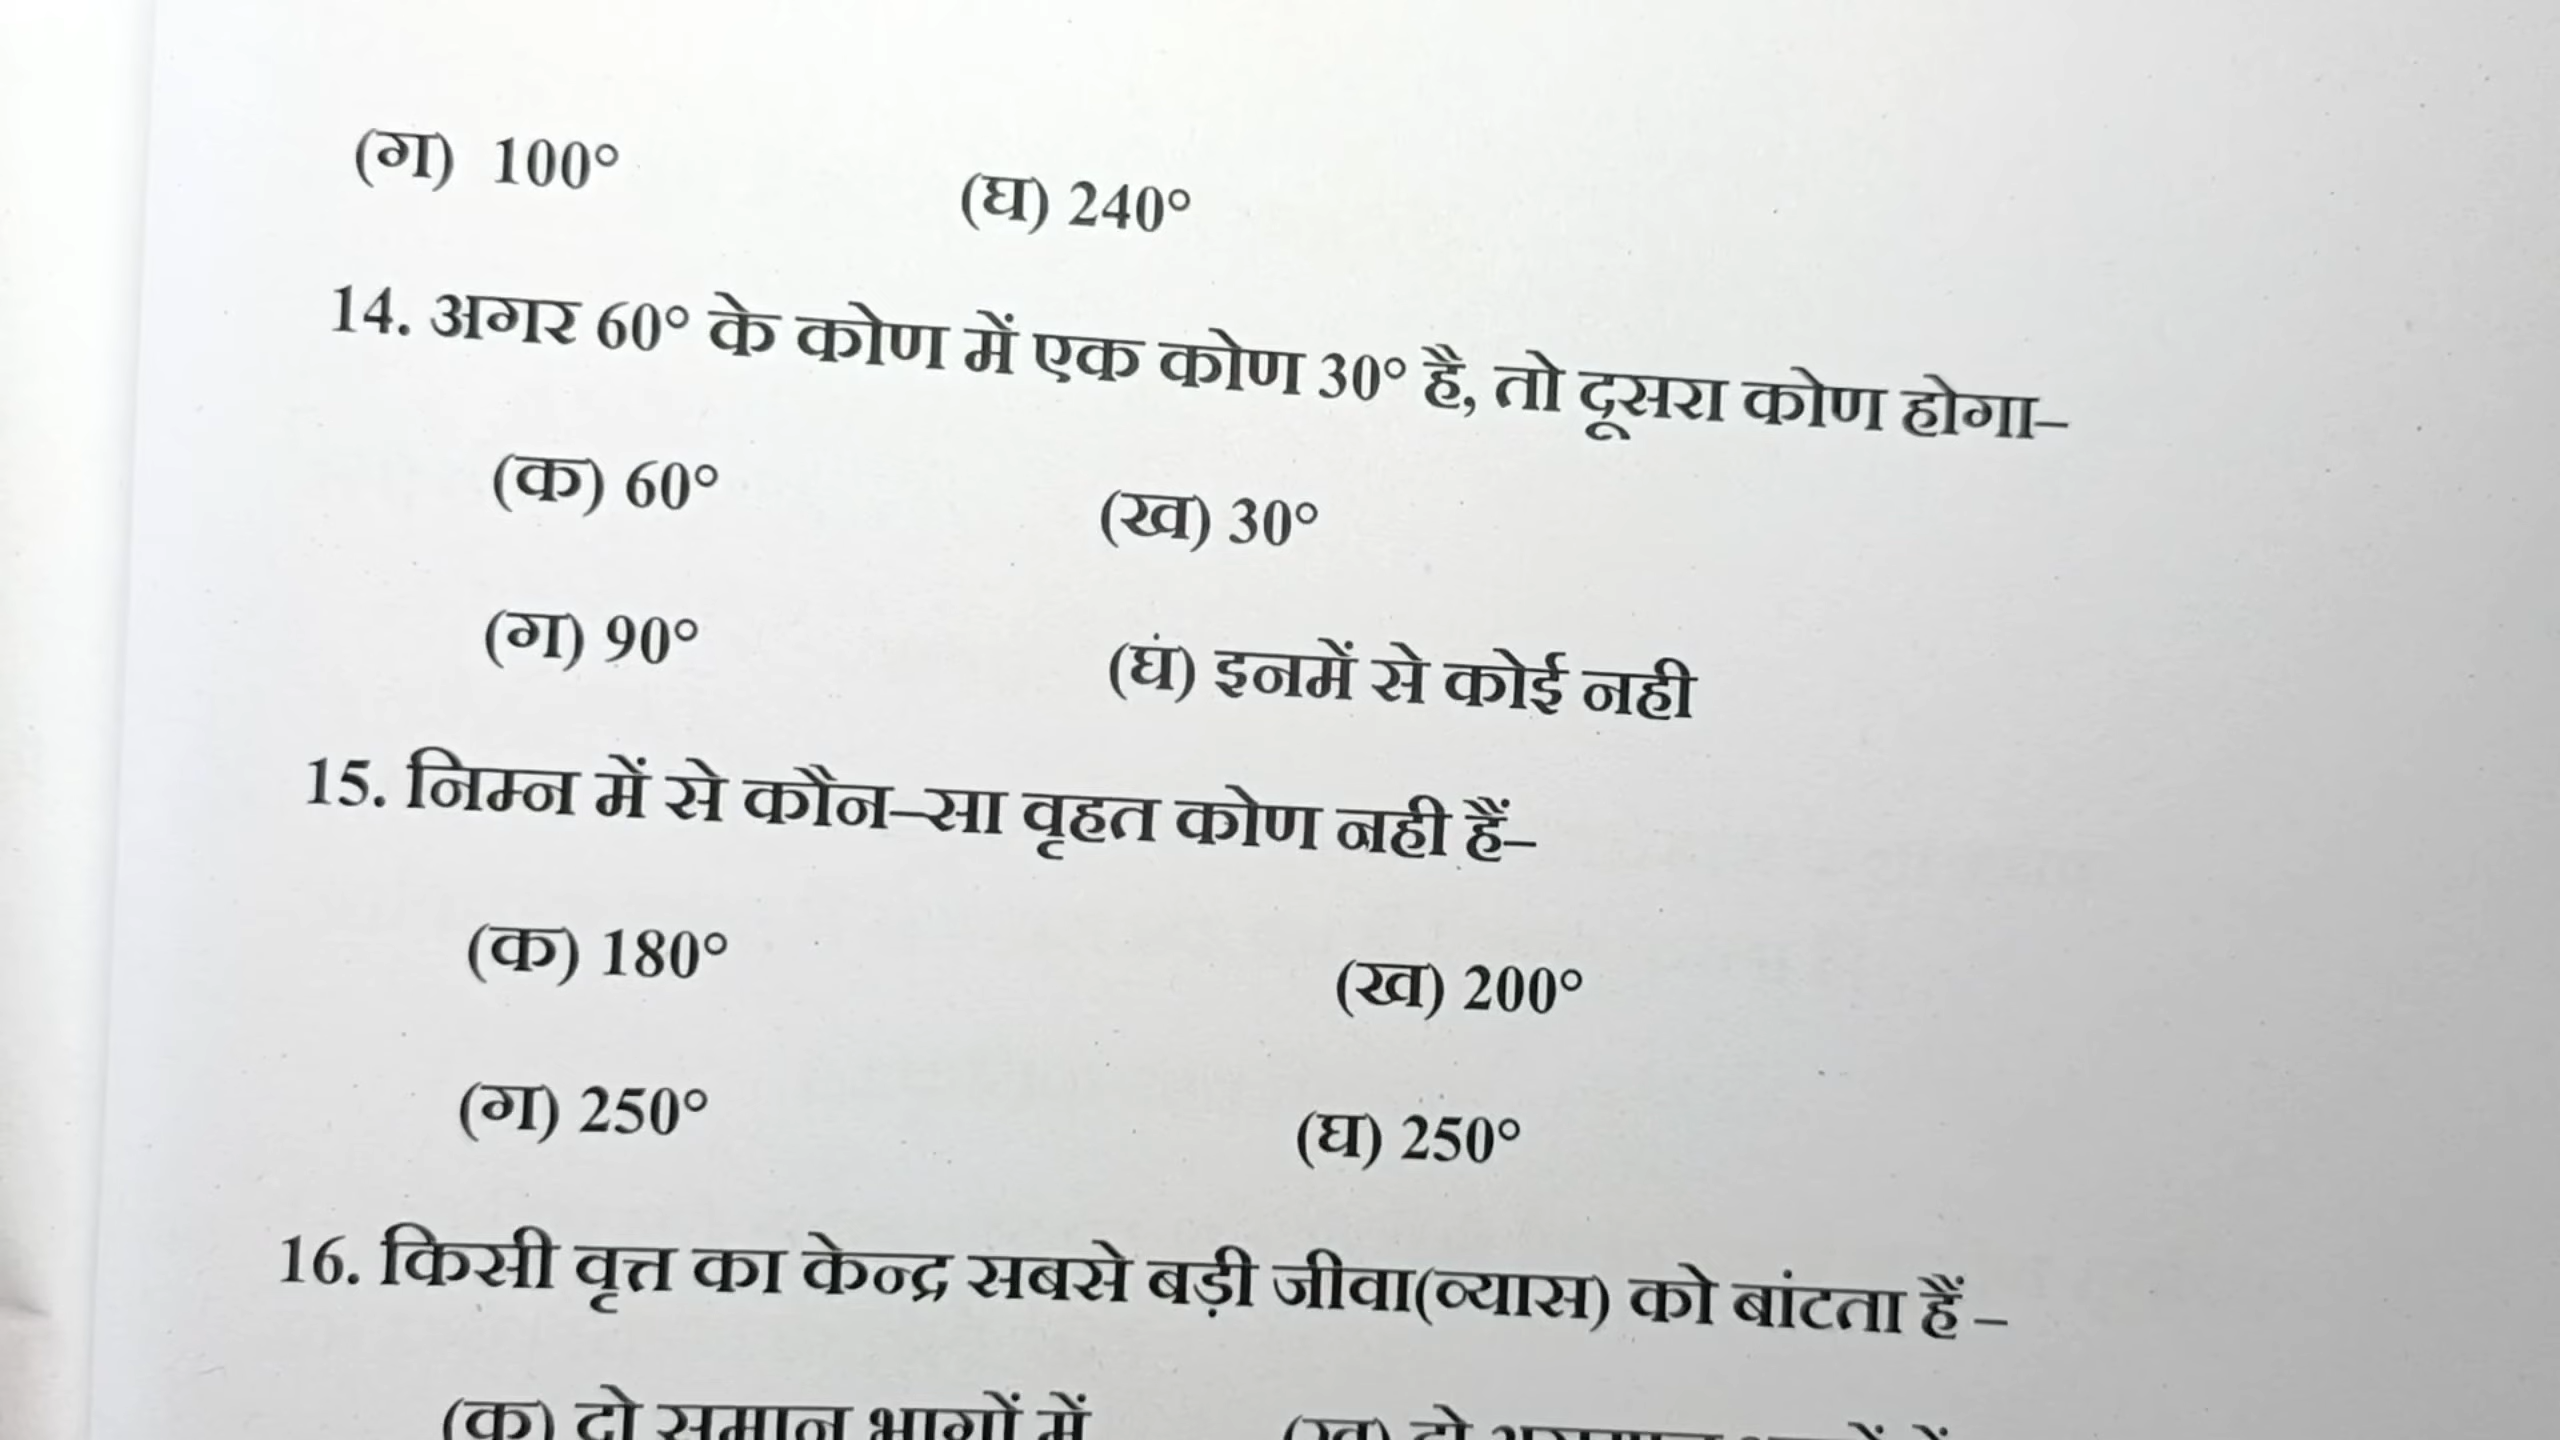 (ग) 100° (घ) 240°
14. अगर 60° के कोण में एक कोण 30° है, तो दूसरा कोण होगा–
(क) 60° (ख) 30°
(ग) 90° (घं) इनमें से कोई नही
15. निम्न में से कौन–सा वृहत कोण नही हैं–
(क) 180° (ख) 200°
(ग) 250° (घ) 250°
16. किसी वृत्त का केन्द्र सबसे बड़ी जीवा(व्यास) को बांटता हैं –
(क) दो समान भागों में (ख) दो